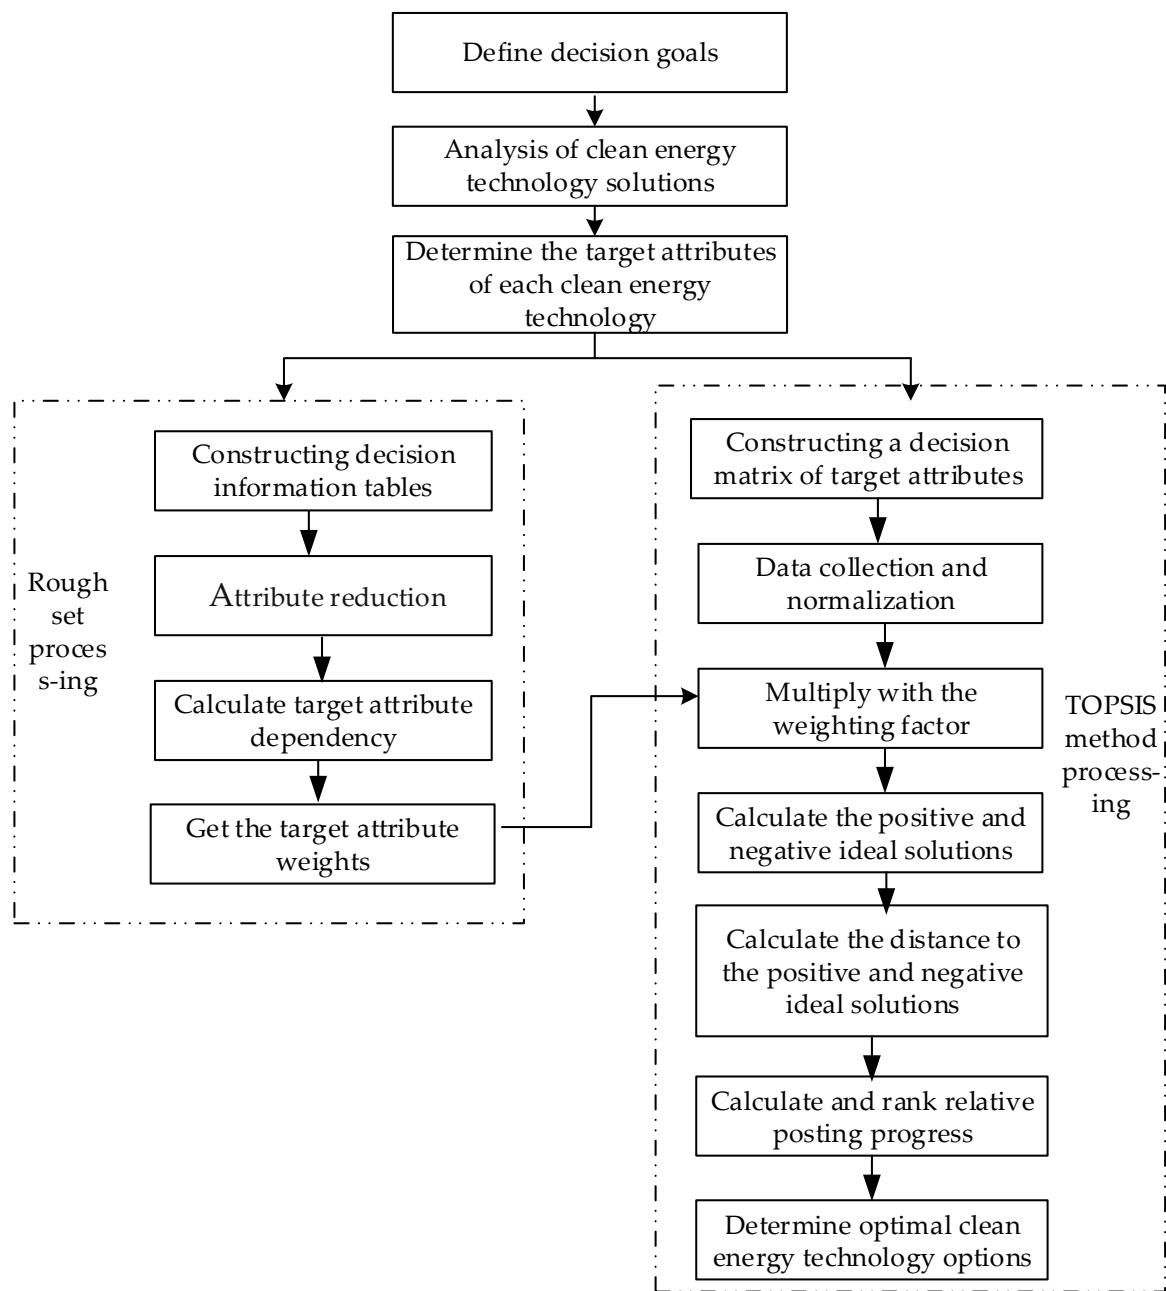 Define decision goals
Analysis of clean energy
technology solutions
Determine the target attributes
of each clean energy
technology
Rough
set
proces
s-ing
Constructing decision
information tables
Attribute reduction
Calculate target attribute
dependency
Get the target attribute
weights
Constructing a decision
matrix of target attributes
Data collection and
normalization
Multiply with the
weighting factor
Calculate the positive and
negative ideal solutions
Calculate the distance to
the positive and negative
ideal solutions
Calculate and rank relative
posting progress
Determine optimal clean
energy technology options
TOPSIS
method
process-
ing